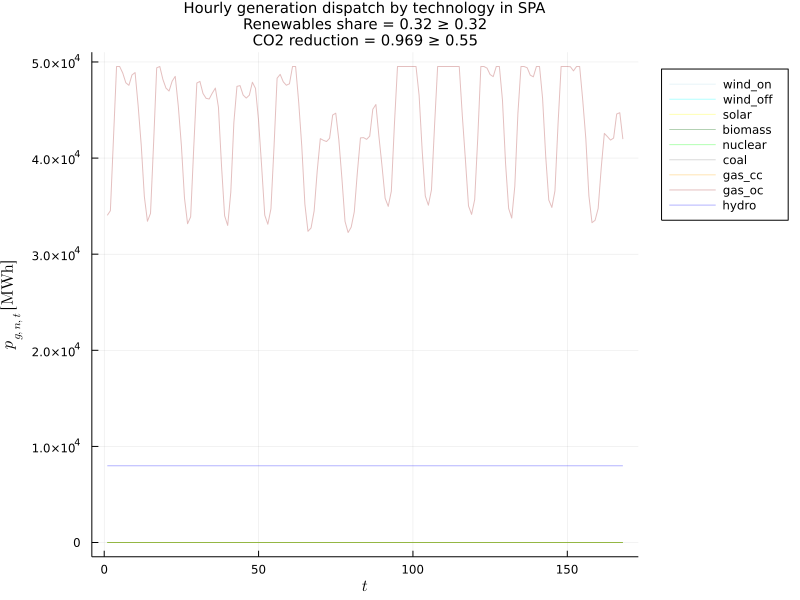 Hourly generation dispatch by technology in SPA
Renewables share = 0.32 ≥ 0.32
CO2 reduction = 0.969 ≥ 0.55
5.0×10⁴
4.0×10⁴
3.0×10⁴
2.0×10⁴
1.0×10⁴
0
p_{g,n,t} [MWh]
0 50 100 150
t
wind_on
wind_off
solar
biomass
nuclear
coal
gas_cc
gas_oc
hydro